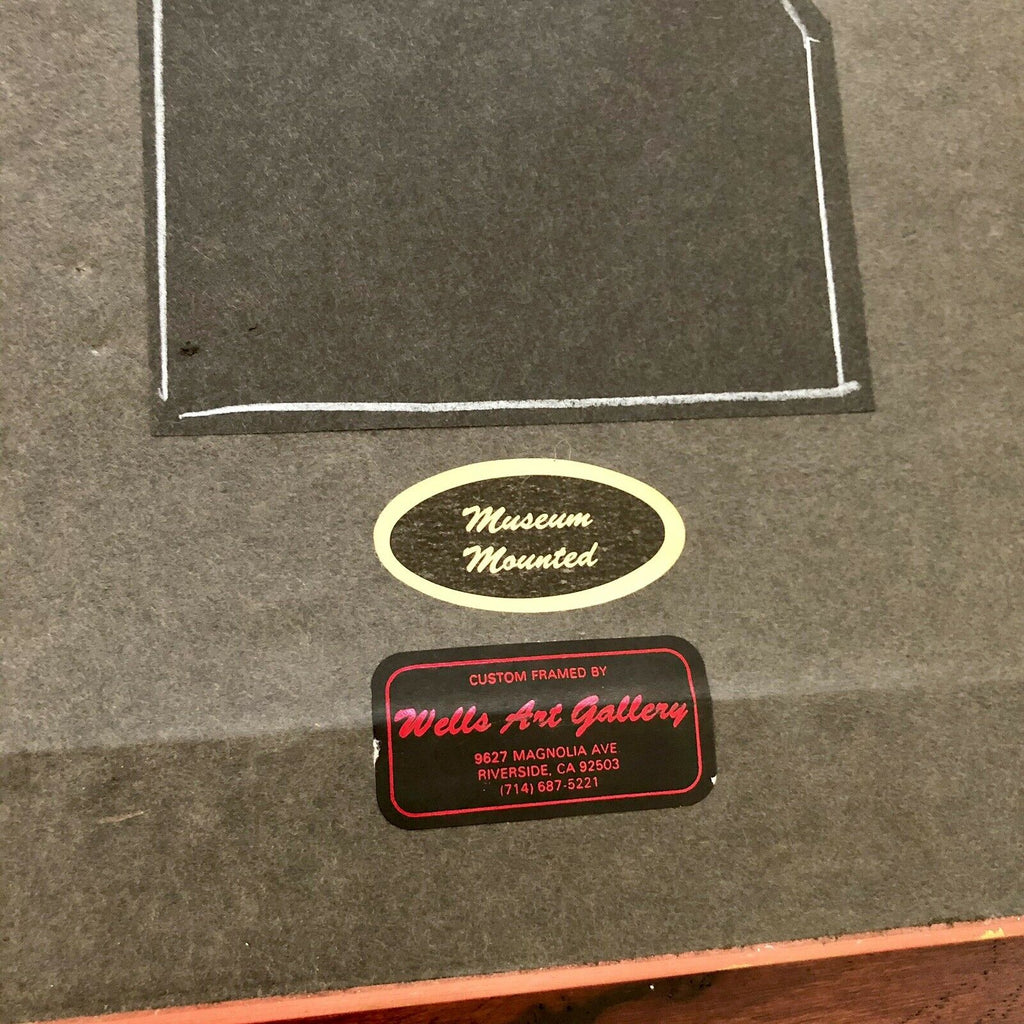 Museum
Mounted
CUSTOM FRAMED BY
Wells Art Gallery
9627 MAGNOLIA AVE
RIVERSIDE, CA 92503
(714) 687-5221